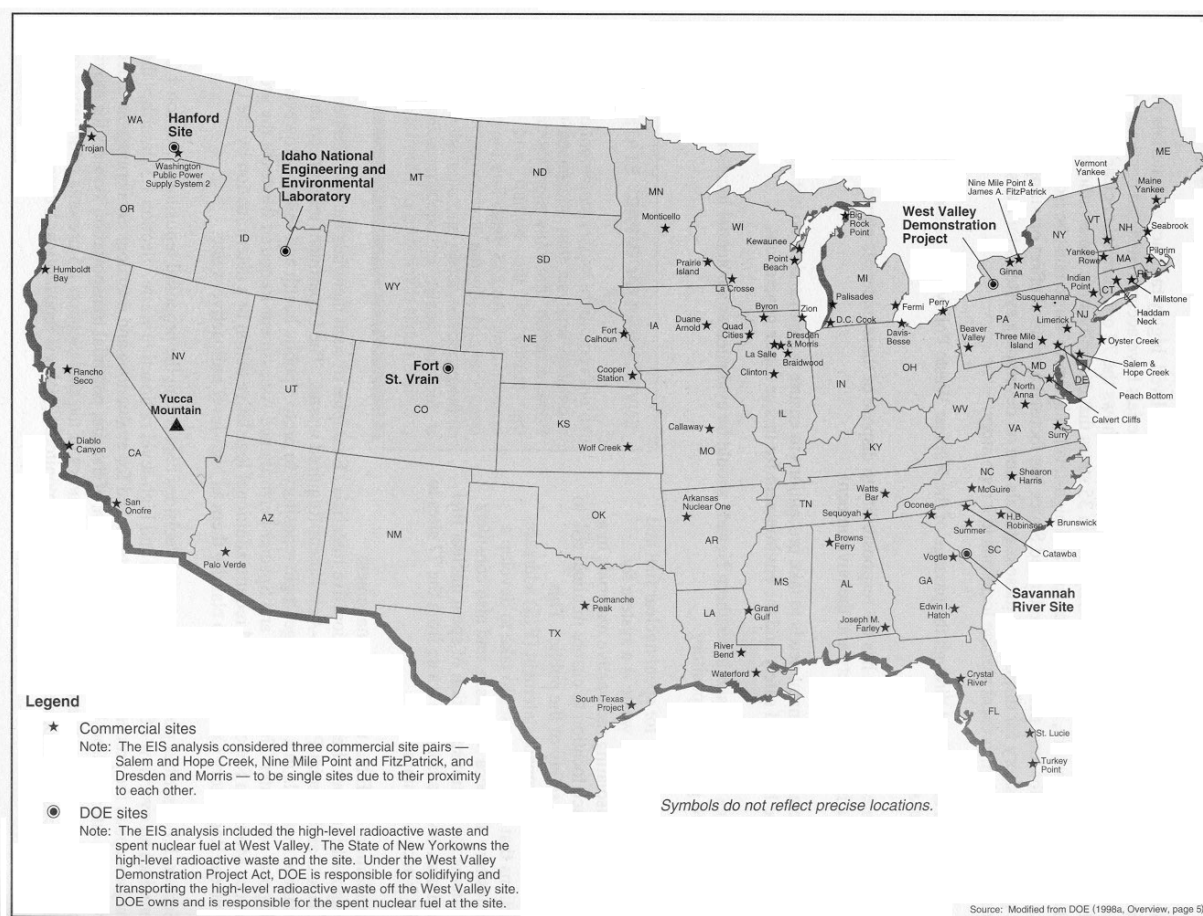 WA
Hanford
Site
Trojan
Washington
Public Power
Supply System 2
Idaho National
Engineering and
Environmental
Laboratory
MT
ND
MN
Monticello
OR
ID
SD
WI
Kewaunee
Point
Beach
Prairie
Island
La Crosse
Big
Rock
Point
MI
Palisades
D.C. Cook
Fermi
Nine Mile Point &
James A. FitzPatrick
Vermont
Yankee
ME
Maine
Yankee
West Valley
Demonstration
Project
NY
VT
NH
Seabrook
Ginna
Yankee-
Rowe
MA
Pilgrim
Indian
Point
CT
RI
Millstone
Haddam
Neck
Humboldt
Bay
WY
NE
IA
Duane
Arnold
Fort
Calhoun
Cooper
Station
Byron
Zion
Quad
Cities
Dresden
& Morris
La Salle
Braidwood
Clinton
IL
IN
OH
Davis-
Besse
Perry
Beaver
Valley
PA
Susquehanna
Limerick
Three Mile
Island
NJ
Oyster Creek
Salem &
Hope Creek
Peach Bottom
MD
DE
Calvert Cliffs
NV
UT
Rancho
Seco
Yucca
Mountain
Fort
St. Vrain
CO
KS
Wolf Creek
Callaway
MO
KY
WV
North
Anna
VA
Surry
Diablo
Canyon
CA
San
Onofre
AZ
Palo Verde
NM
OK
Arkansas
Nuclear One
AR
TN
Watts
Bar
Sequoyah
NC
McGuire
Shearon
Harris
Oconee
Summer
H.B.
Robinson
Brunswick
Catawba
SC
Vogtle
Savannah
River Site
Browns
Ferry
MS
AL
GA
Edwin I.
Hatch
Joseph M.
Farley
TX
Comanche
Peak
LA
Grand
Gulf
River
Bend
Waterford
South Texas
Project
Crystal
River
FL
St. Lucie
Turkey
Point
Legend
Commercial sites
Note: The EIS analysis considered three commercial site pairs —
Salem and Hope Creek, Nine Mile Point and FitzPatrick, and
Dresden and Morris — to be single sites due to their proximity
to each other.
DOE sites
Note: The EIS analysis included the high-level radioactive waste and
spent nuclear fuel at West Valley. The State of New Yorkowns the
high-level radioactive waste and the site. Under the West Valley
Demonstration Project Act, DOE is responsible for solidifying and
transporting the high-level radioactive waste off the West Valley site.
DOE owns and is responsible for the spent nuclear fuel at the site.
Symbols do not reflect precise locations.
Source: Modified from DOE (1998a, Overview, page 5)